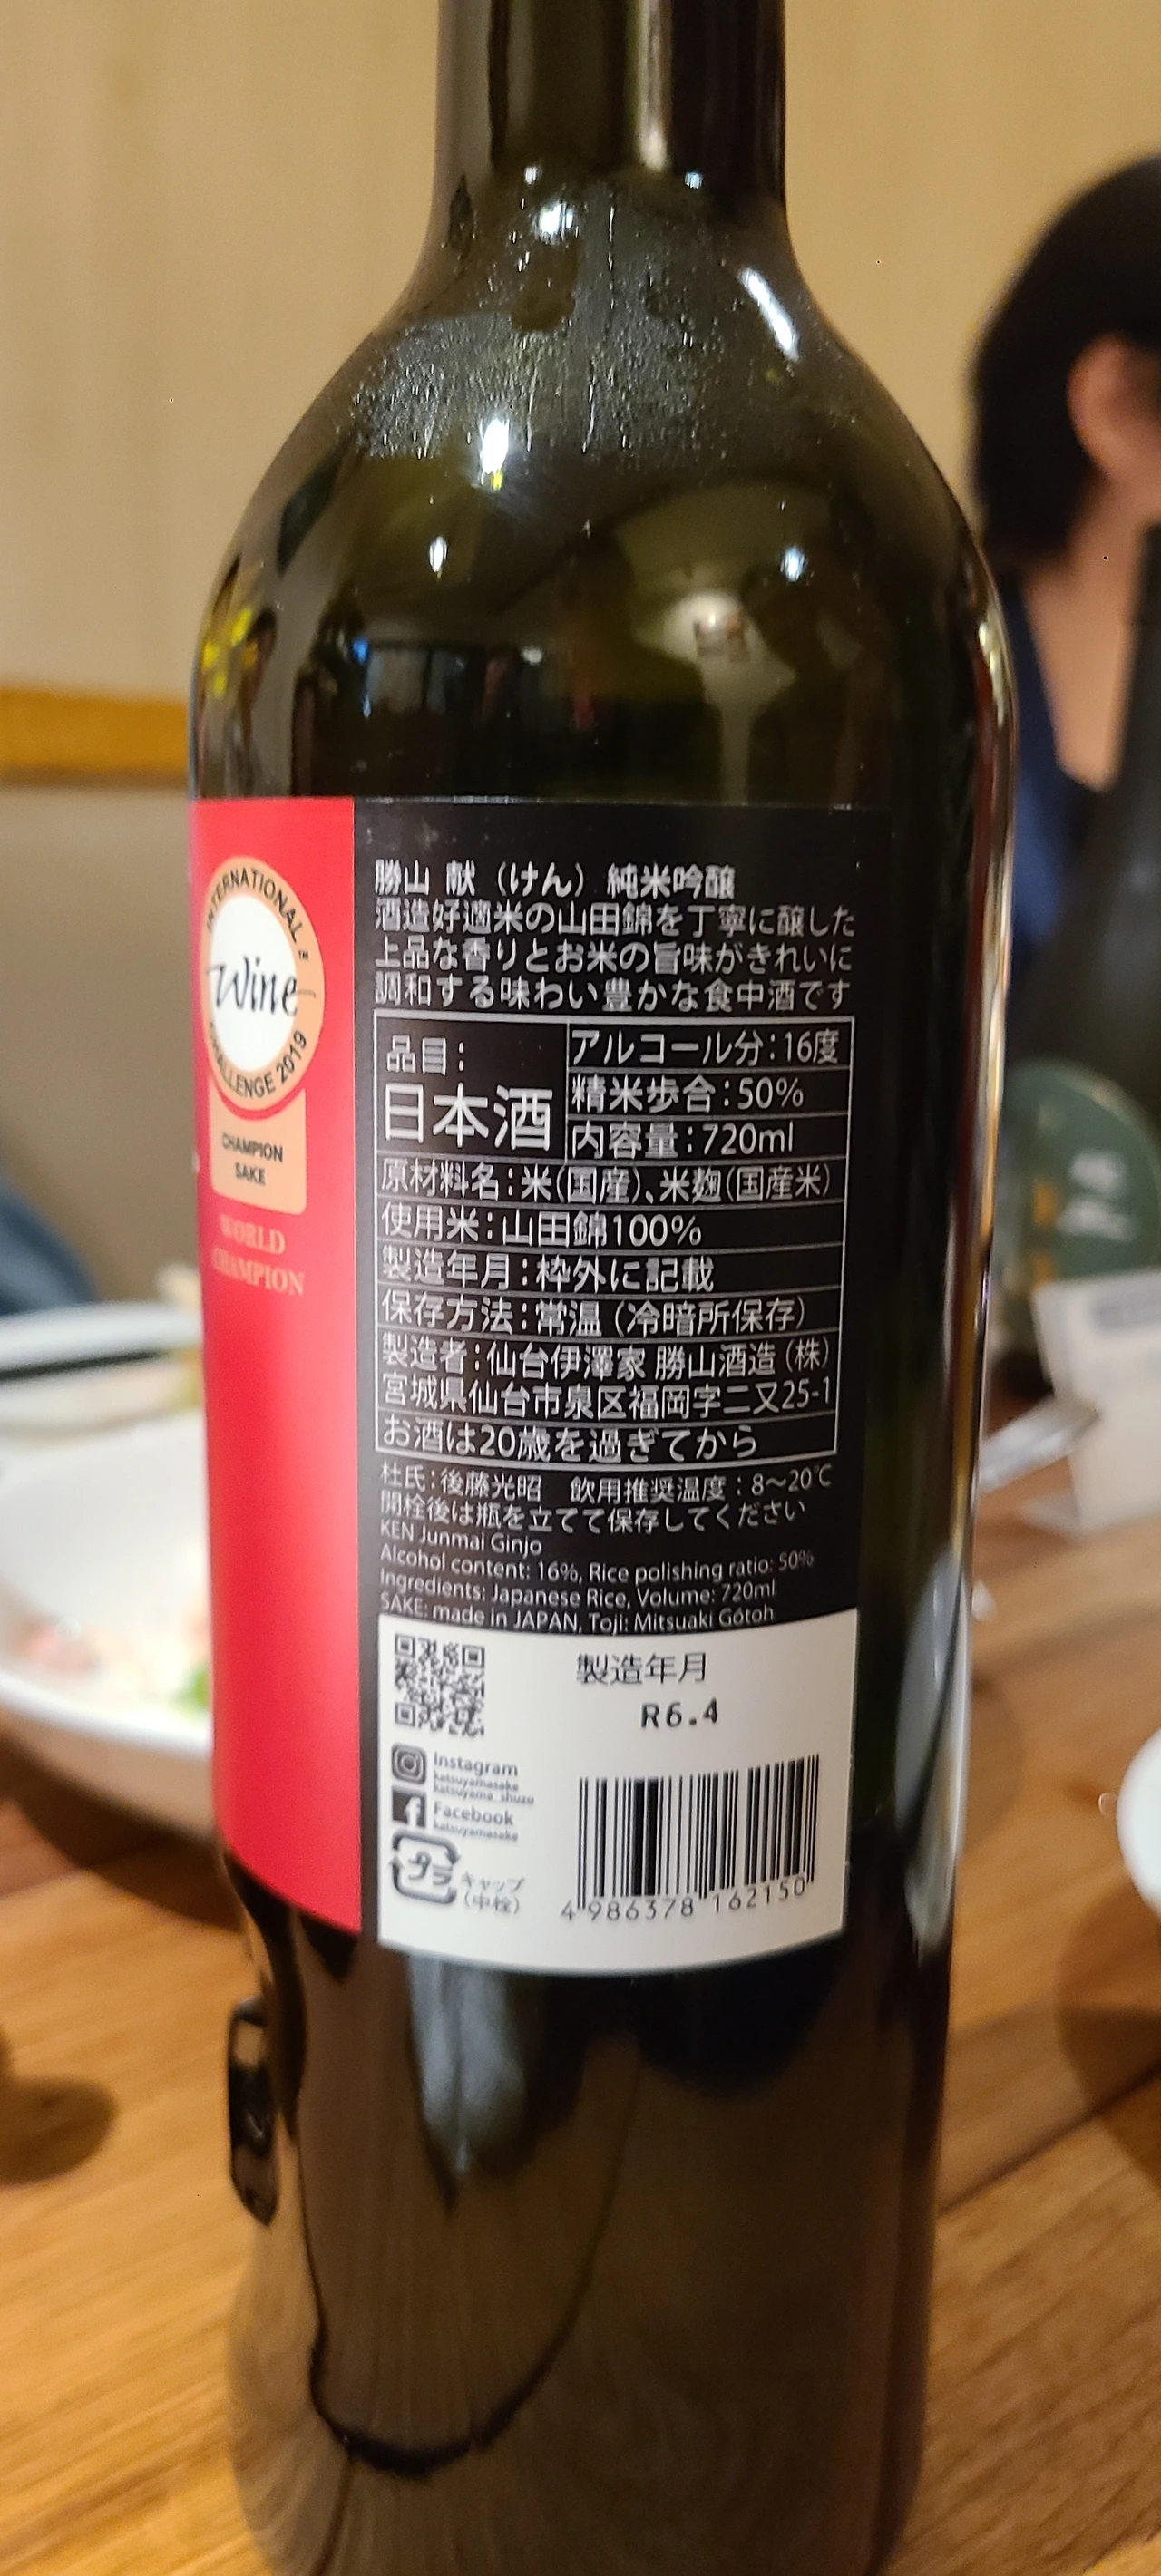 INTERNATIONAL
Wine
CHALLENGE 2019
CHAMPION
SAKE
WORLD
CHAMPION
勝山 献（けん）純米吟醸
酒造好適米の山田錦を丁寧に醸した
上品な香りとお米の旨味がきれいに
調和する味わい豊かな食中酒です
品目：
日本酒
アルコール分：16度
精米歩合：50%
内容量：720ml
原材料名：米（国産）、米麹（国産米）
使用米：山田錦100%
製造年月：枠外に記載
保存方法：常温（冷暗所保存）
製造者：仙台伊澤家 勝山酒造（株）
宮城県仙台市泉区福岡字二又25-1
お酒は20歳を過ぎてから
杜氏：後藤光昭　飲用推奨温度：8〜20℃
開栓後は瓶を立てて保存してください
KEN Junmai Ginjo
Alcohol content: 16%, Rice polishing ratio: 50%
Ingredients: Japanese Rice, Volume: 720ml
SAKE: made in JAPAN, Toji: Mitsuaki Gotoh
製造年月
R6.4
Instagram
katsuyamasake
katsuyama_shuzo
Facebook
katsuyamasake
プラ
キャップ
（中栓）
4 986378 162150